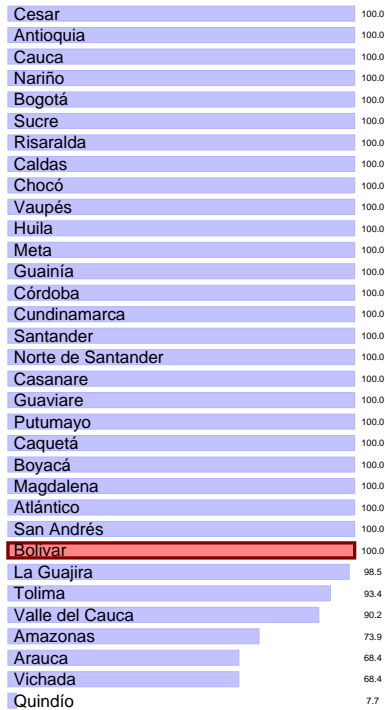 Cesar 100.0
Antioquia 100.0
Cauca 100.0
Nariño 100.0
Bogotá 100.0
Sucre 100.0
Risaralda 100.0
Caldas 100.0
Chocó 100.0
Vaupés 100.0
Huila 100.0
Meta 100.0
Guainía 100.0
Córdoba 100.0
Cundinamarca 100.0
Santander 100.0
Norte de Santander 100.0
Casanare 100.0
Guaviare 100.0
Putumayo 100.0
Caquetá 100.0
Boyacá 100.0
Magdalena 100.0
Atlántico 100.0
San Andrés 100.0
Bolivar 100.0
La Guajira 98.5
Tolima 93.4
Valle del Cauca 90.2
Amazonas 73.9
Arauca 68.4
Vichada 68.4
Quindío 7.7